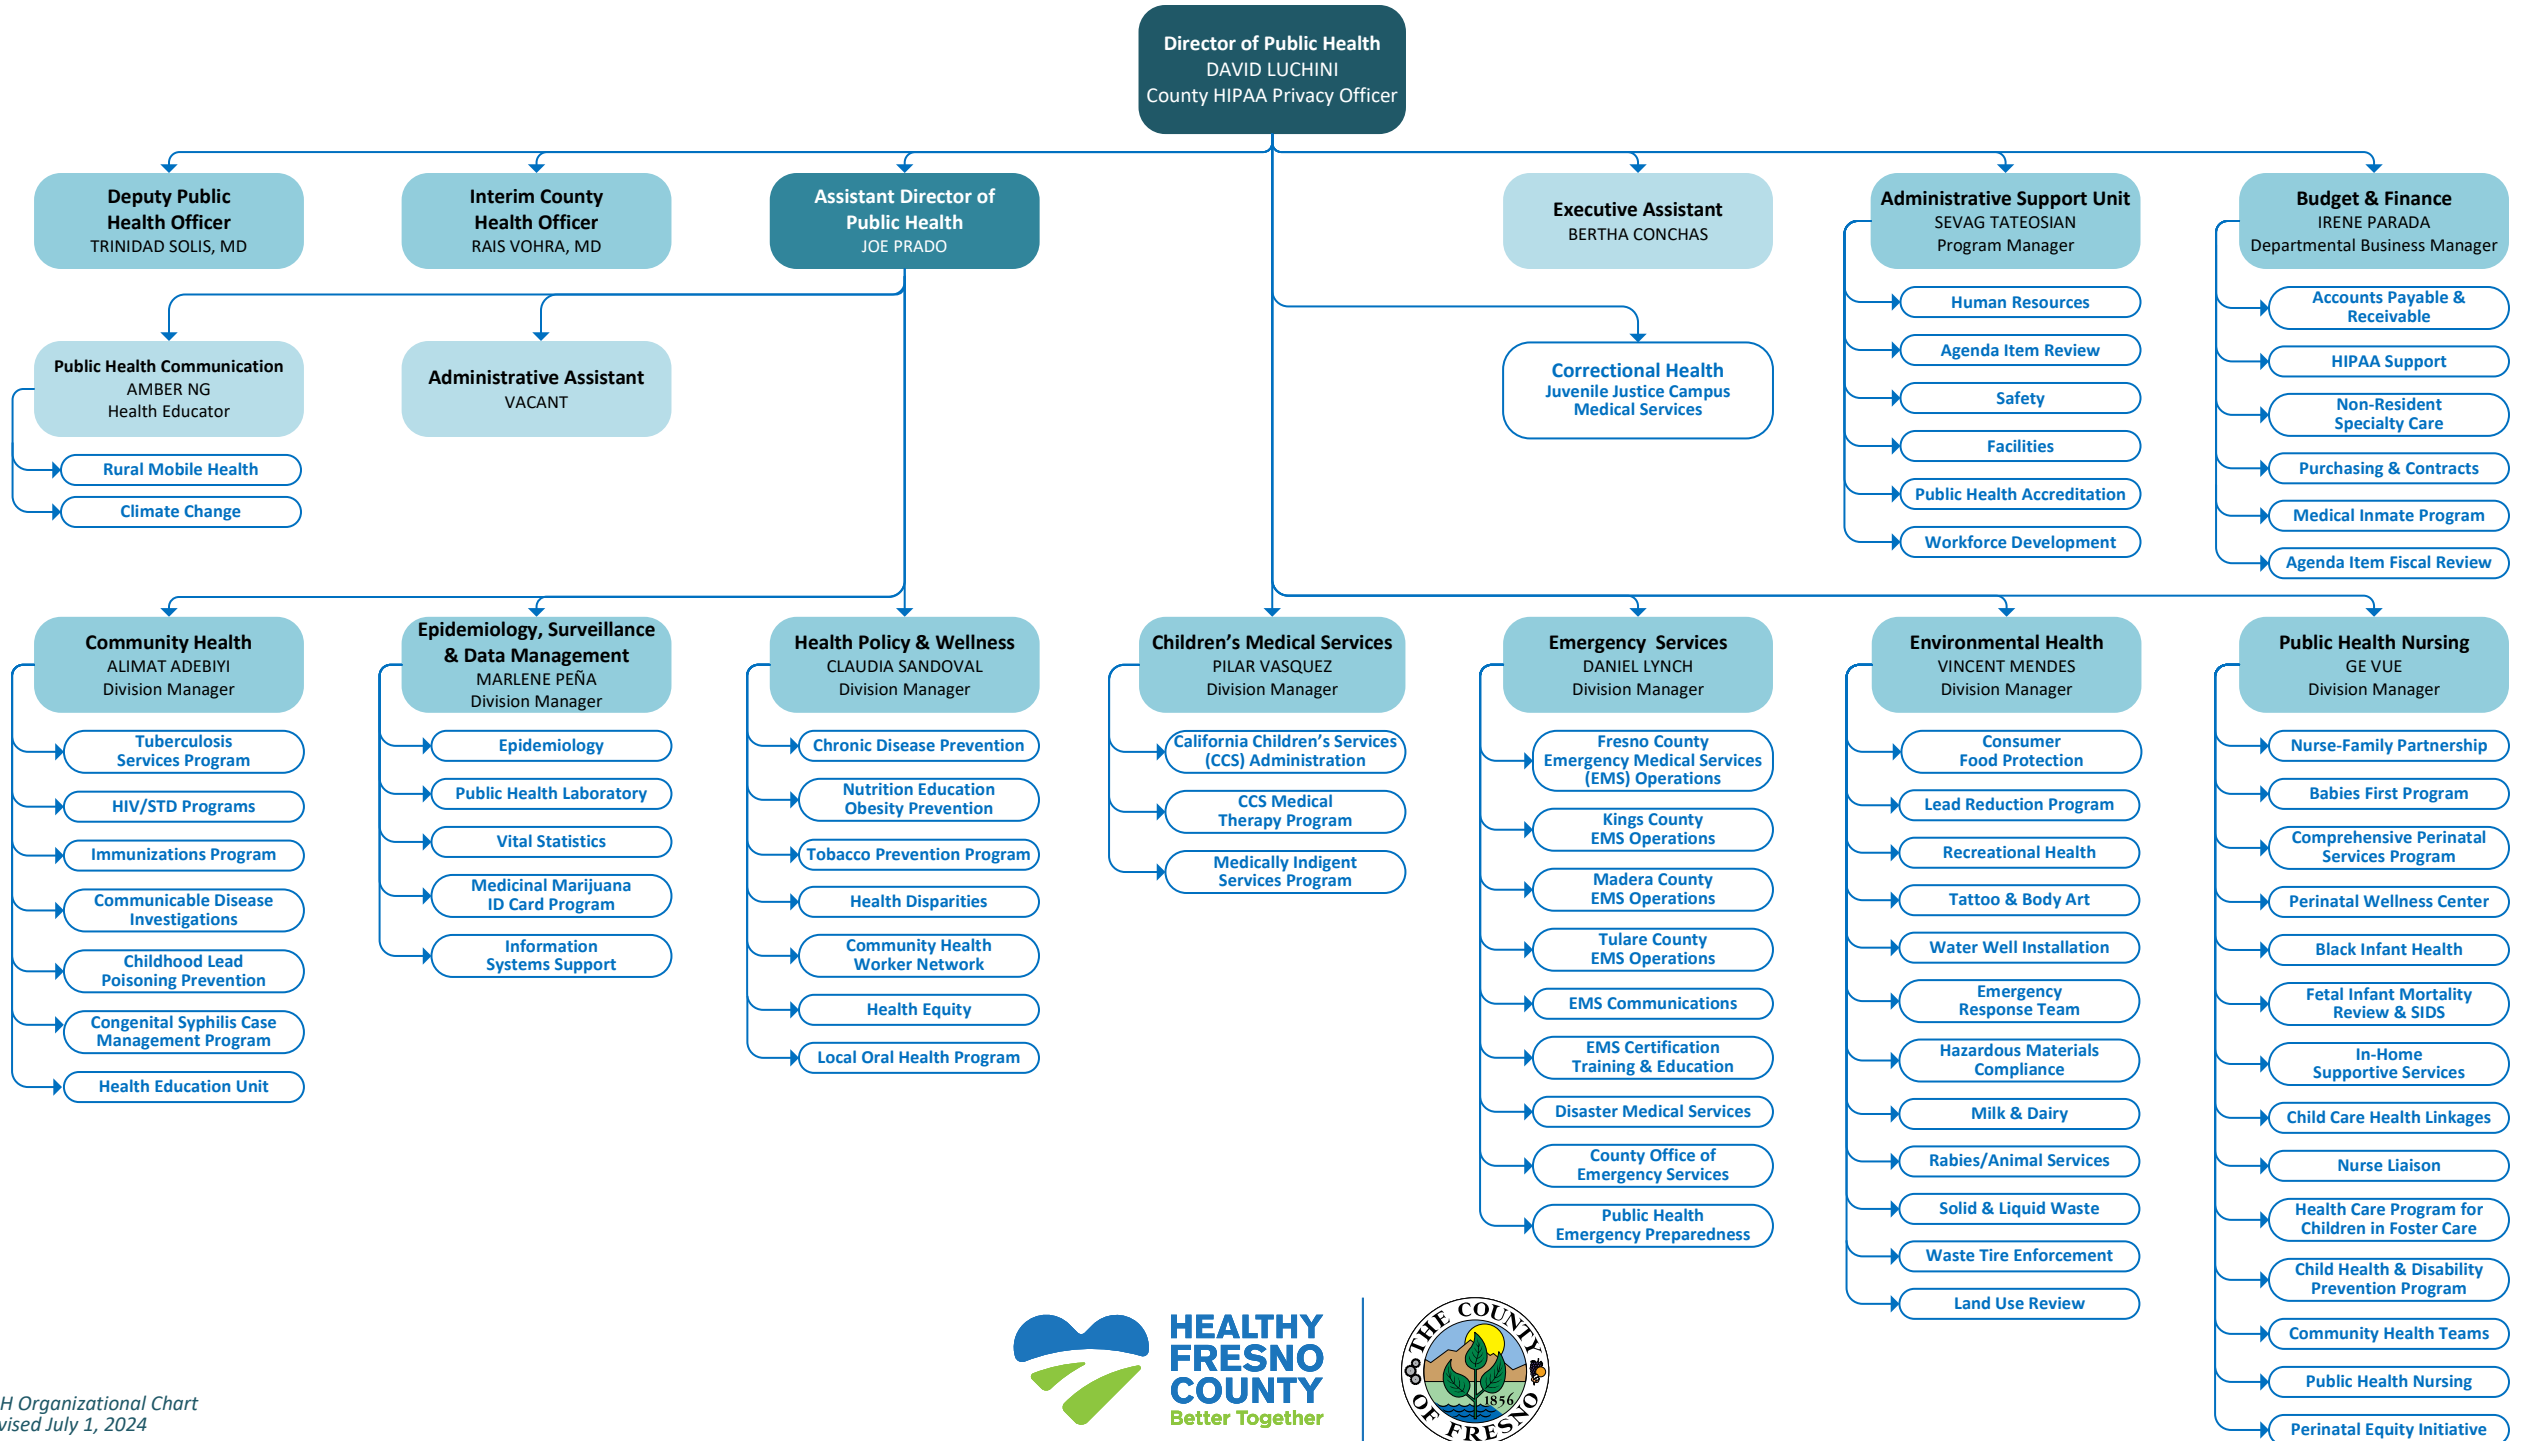 Director of Public Health
DAVID LUCHINI
County HIPAA Privacy Officer
Deputy Public
Health Officer
TRINIDAD SOLIS, MD
Interim County
Health Officer
RAIS VOHRA, MD
Assistant Director of
Public Health
JOE PRADO
Executive Assistant
BERTHA CONCHAS
Administrative Support Unit
SEVAG TATEOSIAN
Program Manager
Human Resources
Agenda Item Review
Safety
Facilities
Public Health Accreditation
Workforce Development
Budget & Finance
IRENE PARADA
Departmental Business Manager
Accounts Payable &
Receivable
HIPAA Support
Non-Resident
Specialty Care
Purchasing & Contracts
Medical Inmate Program
Agenda Item Fiscal Review
Public Health Communication
AMBER NG
Health Educator
Rural Mobile Health
Climate Change
Administrative Assistant
VACANT
Correctional Health
Juvenile Justice Campus
Medical Services
Community Health
ALIMAT ADEBIYI
Division Manager
Tuberculosis
Services Program
HIV/STD Programs
Immunizations Program
Communicable Disease
Investigations
Childhood Lead
Poisoning Prevention
Congenital Syphilis Case
Management Program
Health Education Unit
Epidemiology, Surveillance
& Data Management
MARLENE PEÑA
Division Manager
Epidemiology
Public Health Laboratory
Vital Statistics
Medicinal Marijuana
ID Card Program
Information
Systems Support
Health Policy & Wellness
CLAUDIA SANDOVAL
Division Manager
Chronic Disease Prevention
Nutrition Education
Obesity Prevention
Tobacco Prevention Program
Health Disparities
Community Health
Worker Network
Health Equity
Local Oral Health Program
Children’s Medical Services
PILAR VASQUEZ
Division Manager
California Children’s Services
(CCS) Administration
CCS Medical
Therapy Program
Medically Indigent
Services Program
Emergency Services
DANIEL LYNCH
Division Manager
Fresno County
Emergency Medical Services
(EMS) Operations
Kings County
EMS Operations
Madera County
EMS Operations
Tulare County
EMS Operations
EMS Communications
EMS Certification
Training & Education
Disaster Medical Services
County Office of
Emergency Services
Public Health
Emergency Preparedness
Environmental Health
VINCENT MENDES
Division Manager
Consumer
Food Protection
Lead Reduction Program
Recreational Health
Tattoo & Body Art
Water Well Installation
Emergency
Response Team
Hazardous Materials
Compliance
Milk & Dairy
Rabies/Animal Services
Solid & Liquid Waste
Waste Tire Enforcement
Land Use Review
Public Health Nursing
GE VUE
Division Manager
Nurse-Family Partnership
Babies First Program
Comprehensive Perinatal
Services Program
Perinatal Wellness Center
Black Infant Health
Fetal Infant Mortality
Review & SIDS
In-Home
Supportive Services
Child Care Health Linkages
Nurse Liaison
Health Care Program for
Children in Foster Care
Child Health & Disability
Prevention Program
Community Health Teams
Public Health Nursing
Perinatal Equity Initiative
H Organizational Chart
vised July 1, 2024
HEALTHY
FRESNO
COUNTY
Better Together
THE COUNTY
OF FRESNO
1856